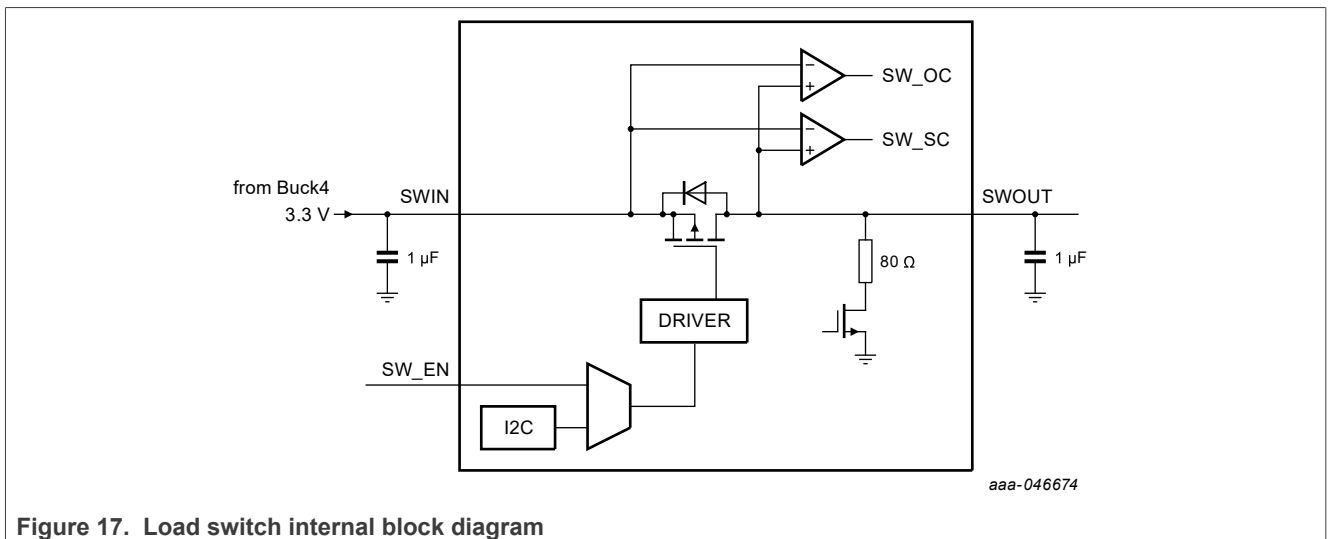 − SW_OC
+
− SW_SC
+
from Buck4
3.3 V
SWIN
SWOUT
1 µF
80 Ω
1 µF
DRIVER
SW_EN
I2C
aaa-046674
Figure 17. Load switch internal block diagram